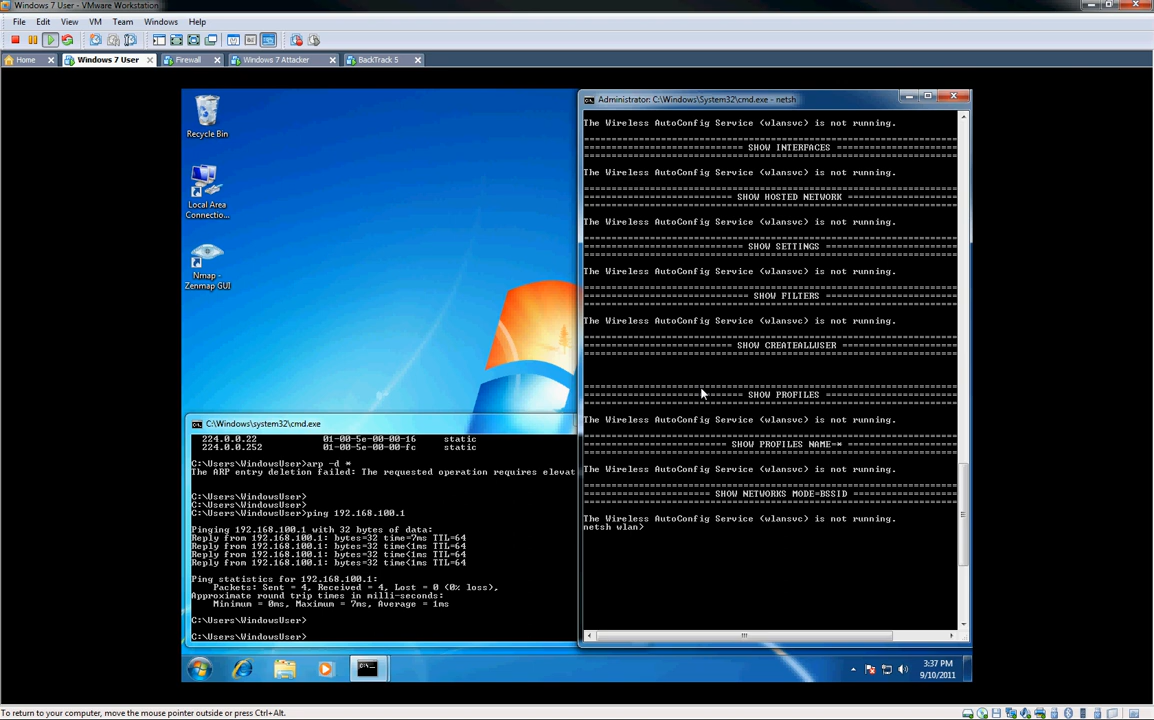 Windows 7 User - VMware Workstation
File Edit View VM Team Windows Help
Home Windows 7 User Firewall Windows 7 Attacker BackTrack 5
Recycle Bin
Local Area
Connectio...
Nmap -
Zenmap GUI
Administrator: C:\Windows\System32\cmd.exe - netsh
The Wireless AutoConfig Service (wlansvc) is not running.
============================= SHOW INTERFACES =====================
The Wireless AutoConfig Service (wlansvc) is not running.
=========================== SHOW HOSTED NETWORK ====================
The Wireless AutoConfig Service (wlansvc) is not running.
============================= SHOW SETTINGS =======================
The Wireless AutoConfig Service (wlansvc) is not running.
============================== SHOW FILTERS =======================
The Wireless AutoConfig Service (wlansvc) is not running.
=========================== SHOW CREATEALLUSER =====================
============================= SHOW PROFILES =======================
The Wireless AutoConfig Service (wlansvc) is not running.
========================== SHOW PROFILES NAME=* =====================
The Wireless AutoConfig Service (wlansvc) is not running.
======================= SHOW NETWORKS MODE=BSSID ====================
The Wireless AutoConfig Service (wlansvc) is not running.
netsh wlan>
C:\Windows\system32\cmd.exe
224.0.0.22 01-00-5e-00-00-16 static
224.0.0.252 01-00-5e-00-00-fc static
C:\Users\WindowsUser>arp -d *
The ARP entry deletion failed: The requested operation requires elevat
C:\Users\WindowsUser>
C:\Users\WindowsUser>
C:\Users\WindowsUser>ping 192.168.100.1
Pinging 192.168.100.1 with 32 bytes of data:
Reply from 192.168.100.1: bytes=32 time=7ms TTL=64
Reply from 192.168.100.1: bytes=32 time<1ms TTL=64
Reply from 192.168.100.1: bytes=32 time<1ms TTL=64
Reply from 192.168.100.1: bytes=32 time<1ms TTL=64
Ping statistics for 192.168.100.1:
Packets: Sent = 4, Received = 4, Lost = 0 (0% loss),
Approximate round trip times in milli-seconds:
Minimum = 0ms, Maximum = 7ms, Average = 1ms
C:\Users\WindowsUser>
C:\Users\WindowsUser>
3:37 PM
9/10/2011
To return to your computer, move the mouse pointer outside or press Ctrl+Alt.